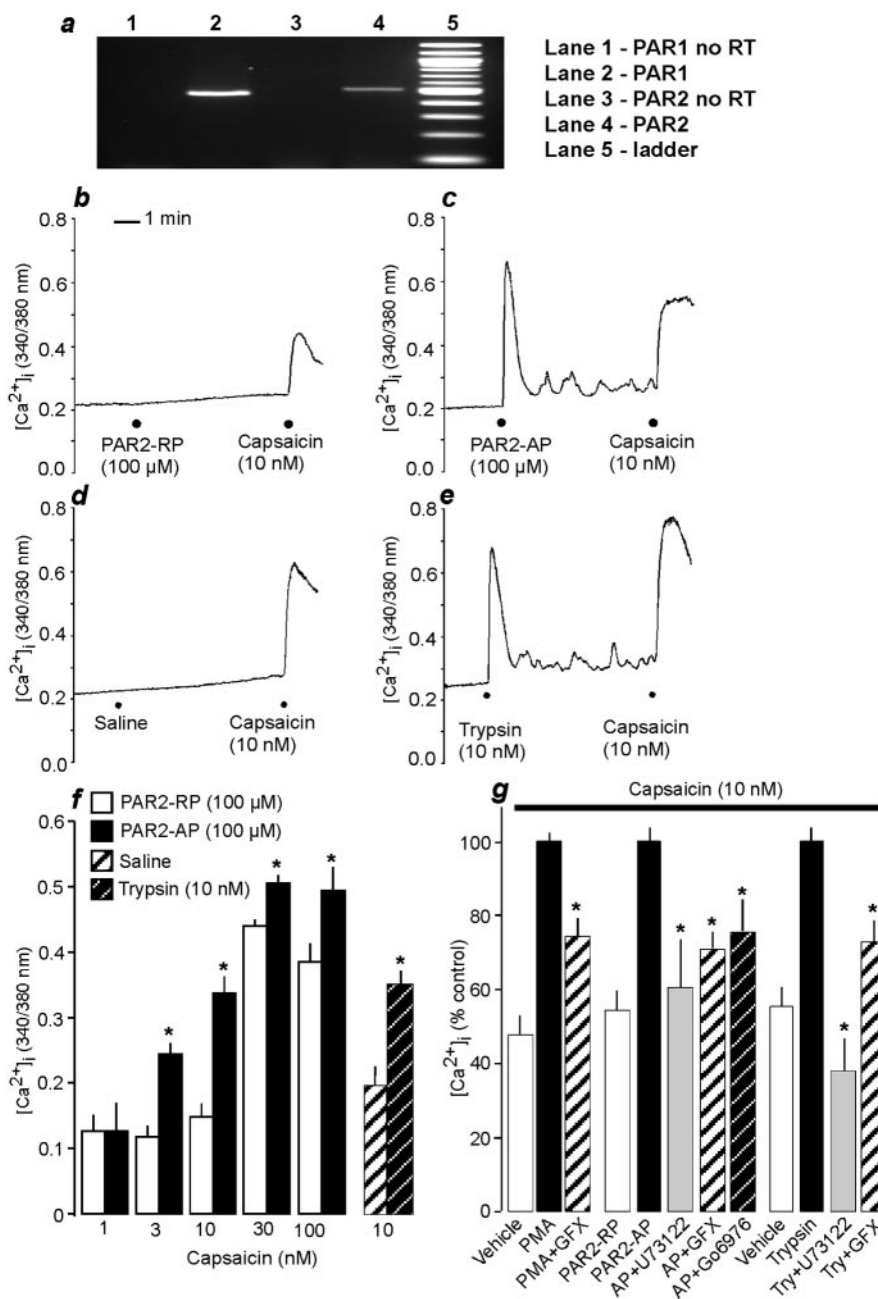 a
1 2 3 4 5
Lane 1 - PAR1 no RT
Lane 2 - PAR1
Lane 3 - PAR2 no RT
Lane 4 - PAR2
Lane 5 - ladder
b
1 min
0.8
0.6
0.4
0.2
0.0
[Ca²⁺]i (340/380 nm)
PAR2-RP
(100 µM)
Capsaicin
(10 nM)
c
0.8
0.6
0.4
0.2
0.0
[Ca²⁺]i (340/380 nm)
PAR2-AP
(100 µM)
Capsaicin
(10 nM)
d
0.8
0.6
0.4
0.2
0.0
[Ca²⁺]i (340/380 nm)
Saline
Capsaicin
(10 nM)
e
0.8
0.6
0.4
0.2
0.0
[Ca²⁺]i (340/380 nm)
Trypsin
(10 nM)
Capsaicin
(10 nM)
f
PAR2-RP (100 µM)
PAR2-AP (100 µM)
Saline
Trypsin (10 nM)
0.6
0.5
0.4
0.3
0.2
0.1
0
[Ca²⁺]i (340/380 nm)
* * * * *
1 3 10 30 100 10
Capsaicin (nM)
g
Capsaicin (10 nM)
100
80
60
40
20
0
[Ca²⁺]i (% control)
* * * * * *
Vehicle
PMA
PMA+GFX
PAR2-RP
PAR2-AP
AP+U73122
AP+GFX
AP+Go6976
Vehicle
Trypsin
Try+U73122
Try+GFX